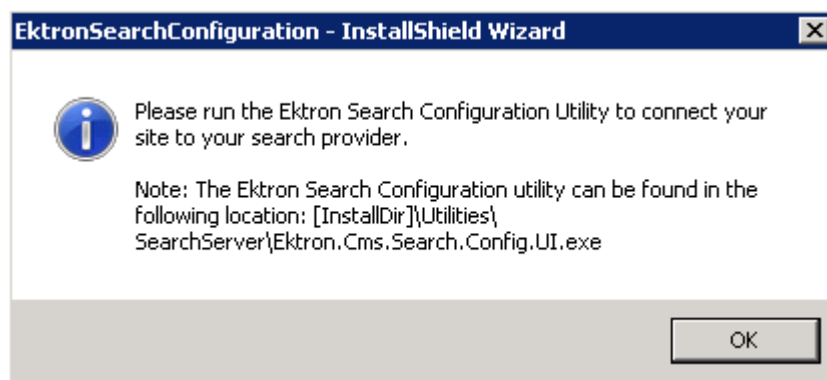 EktronSearchConfiguration - InstallShield Wizard
Please run the Ektron Search Configuration Utility to connect your
site to your search provider.
Note: The Ektron Search Configuration utility can be found in the
following location: [InstallDir]\Utilities\
SearchServer\Ektron.Cms.Search.Config.UI.exe
OK